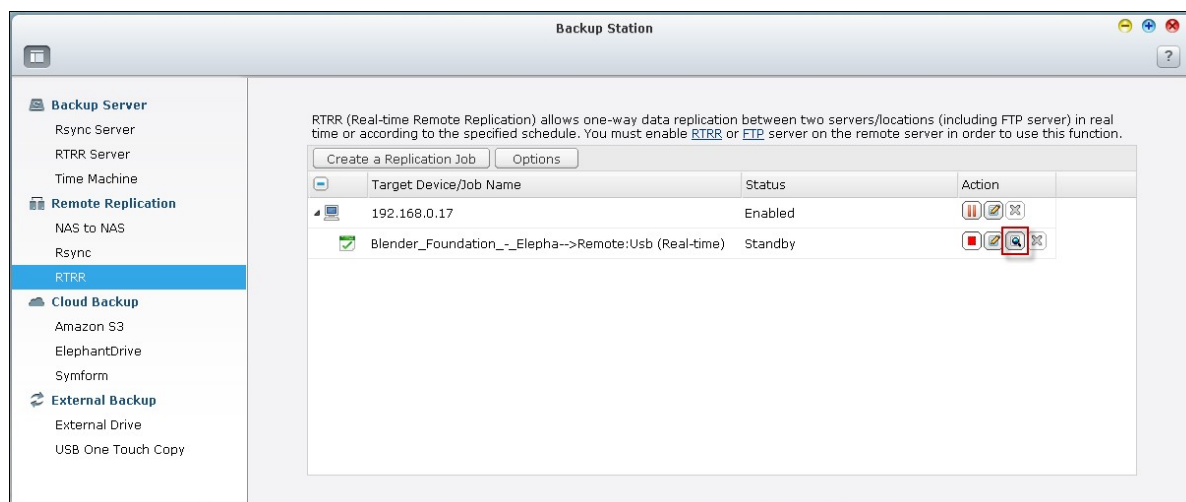 Backup Station
?
Backup Server
Rsync Server
RTRR Server
Time Machine
Remote Replication
NAS to NAS
Rsync
RTRR
Cloud Backup
Amazon S3
ElephantDrive
Symform
External Backup
External Drive
USB One Touch Copy
RTRR (Real-time Remote Replication) allows one-way data replication between two servers/locations (including FTP server) in real
time or according to the specified schedule. You must enable RTRR or FTP server on the remote server in order to use this function.
Create a Replication Job Options
Target Device/Job Name Status Action
192.168.0.17 Enabled
Blender_Foundation_-_Elepha-->Remote:Usb (Real-time) Standby